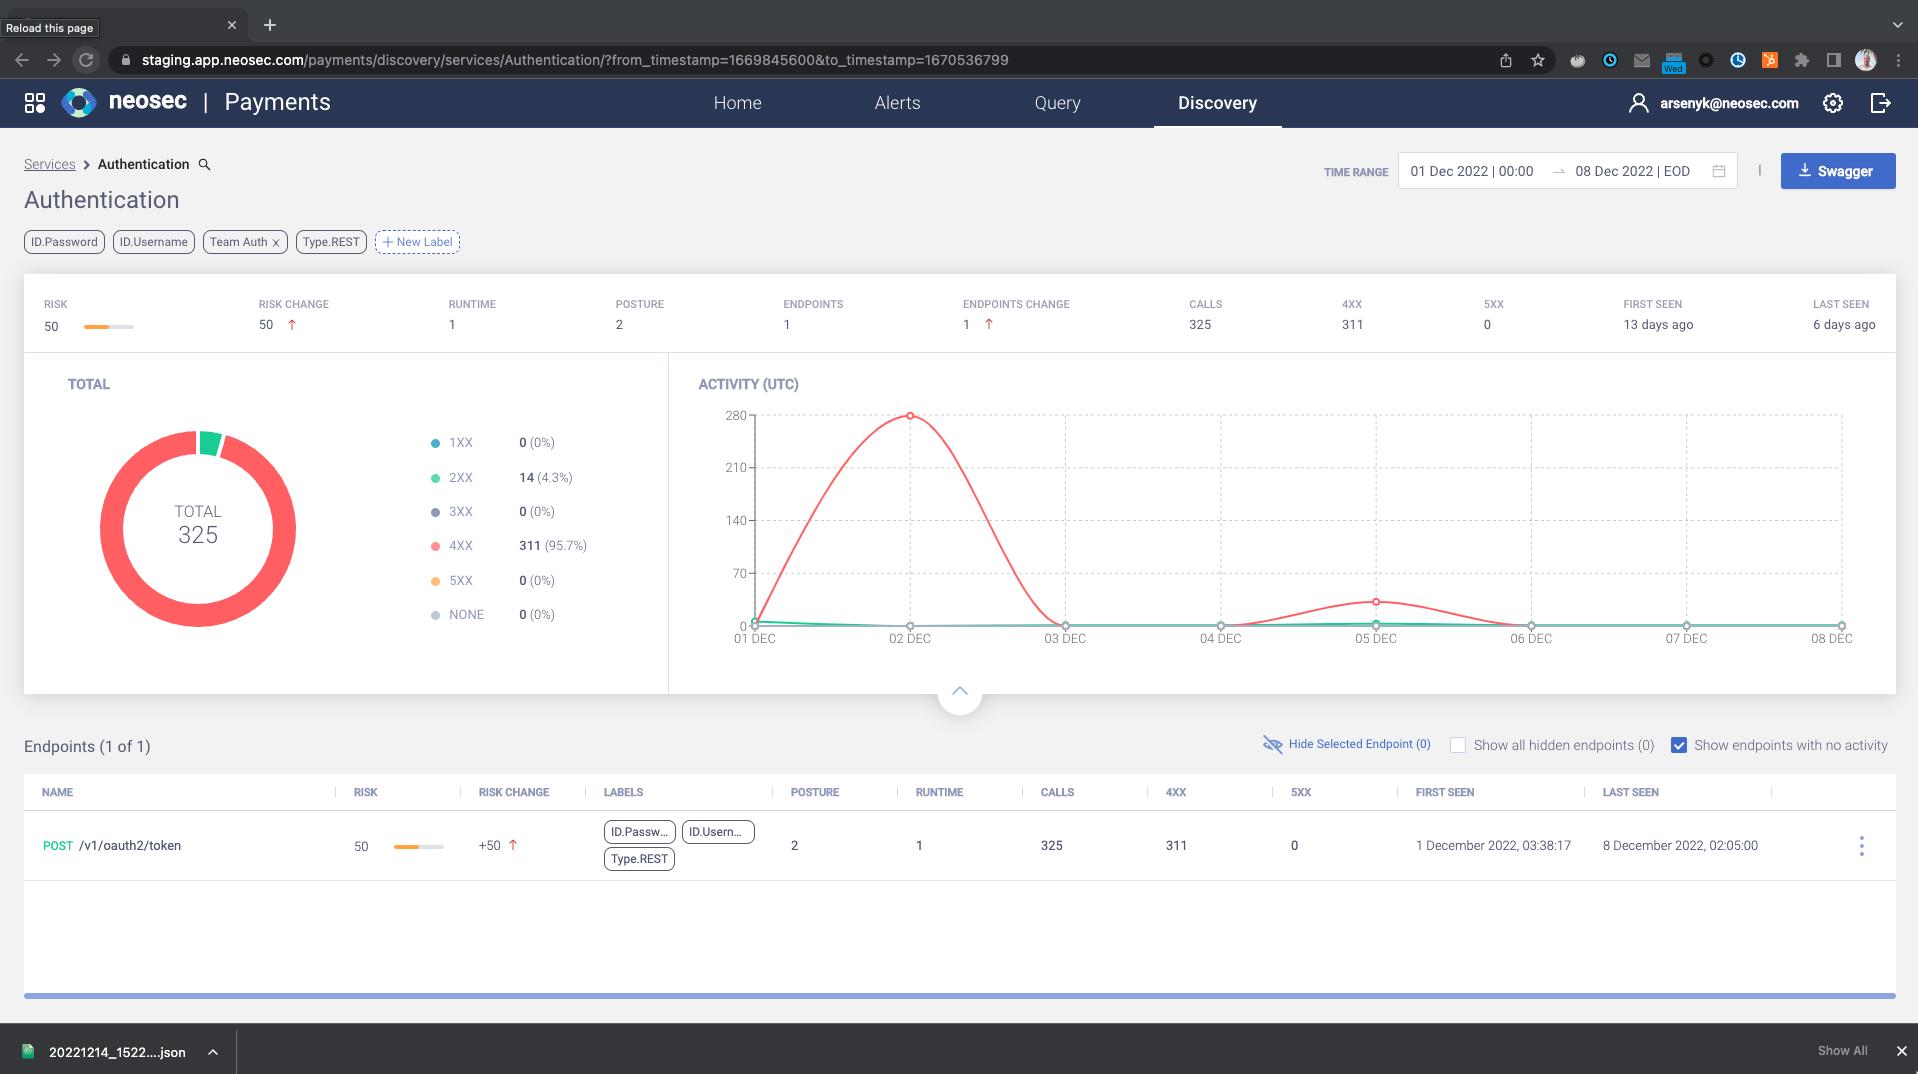 Reload this page
staging.app.neosec.com/payments/discovery/services/Authentication/?from_timestamp=1669845600&to_timestamp=1670536799
Wed
neosec | Payments
Home
Alerts
Query
Discovery
arsenyk@neosec.com
Services > Authentication
TIME RANGE
01 Dec 2022 | 00:00 → 08 Dec 2022 | EOD
|
Swagger
Authentication
ID.Password
ID.Username
Team Auth x
Type.REST
+ New Label
RISK
RISK CHANGE
RUNTIME
POSTURE
ENDPOINTS
ENDPOINTS CHANGE
CALLS
4XX
5XX
FIRST SEEN
LAST SEEN
50
50 ↑
1
2
1
1 ↑
325
311
0
13 days ago
6 days ago
TOTAL
TOTAL
325
1XX 0 (0%)
2XX 14 (4.3%)
3XX 0 (0%)
4XX 311 (95.7%)
5XX 0 (0%)
NONE 0 (0%)
ACTIVITY (UTC)
280
210
140
70
0
01 DEC
02 DEC
03 DEC
04 DEC
05 DEC
06 DEC
07 DEC
08 DEC
Endpoints (1 of 1)
Hide Selected Endpoint (0)
Show all hidden endpoints (0)
Show endpoints with no activity
NAME
RISK
RISK CHANGE
LABELS
POSTURE
RUNTIME
CALLS
4XX
5XX
FIRST SEEN
LAST SEEN
POST /v1/oauth2/token
50
+50 ↑
ID.Passw...
ID.Usern...
Type.REST
2
1
325
311
0
1 December 2022, 03:38:17
8 December 2022, 02:05:00
20221214_1522....json
Show All